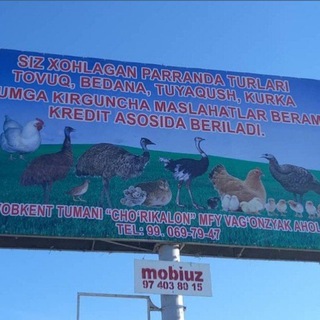 SIZ XOHLAGAN PARRANDA TURLARI
TOVUQ, BEDANA, TUYAQUSH, KURKA
UMGA KIRGUNCHA MASLAHATLAR BERAM
KREDIT ASOSIDA BERILADI.
OBKENT TUMANI "CHO'RIKALON" MFY VAG'ONZYAK AHOL
TEL: 99. 069-79-47
mobiuz
97 403 80 15